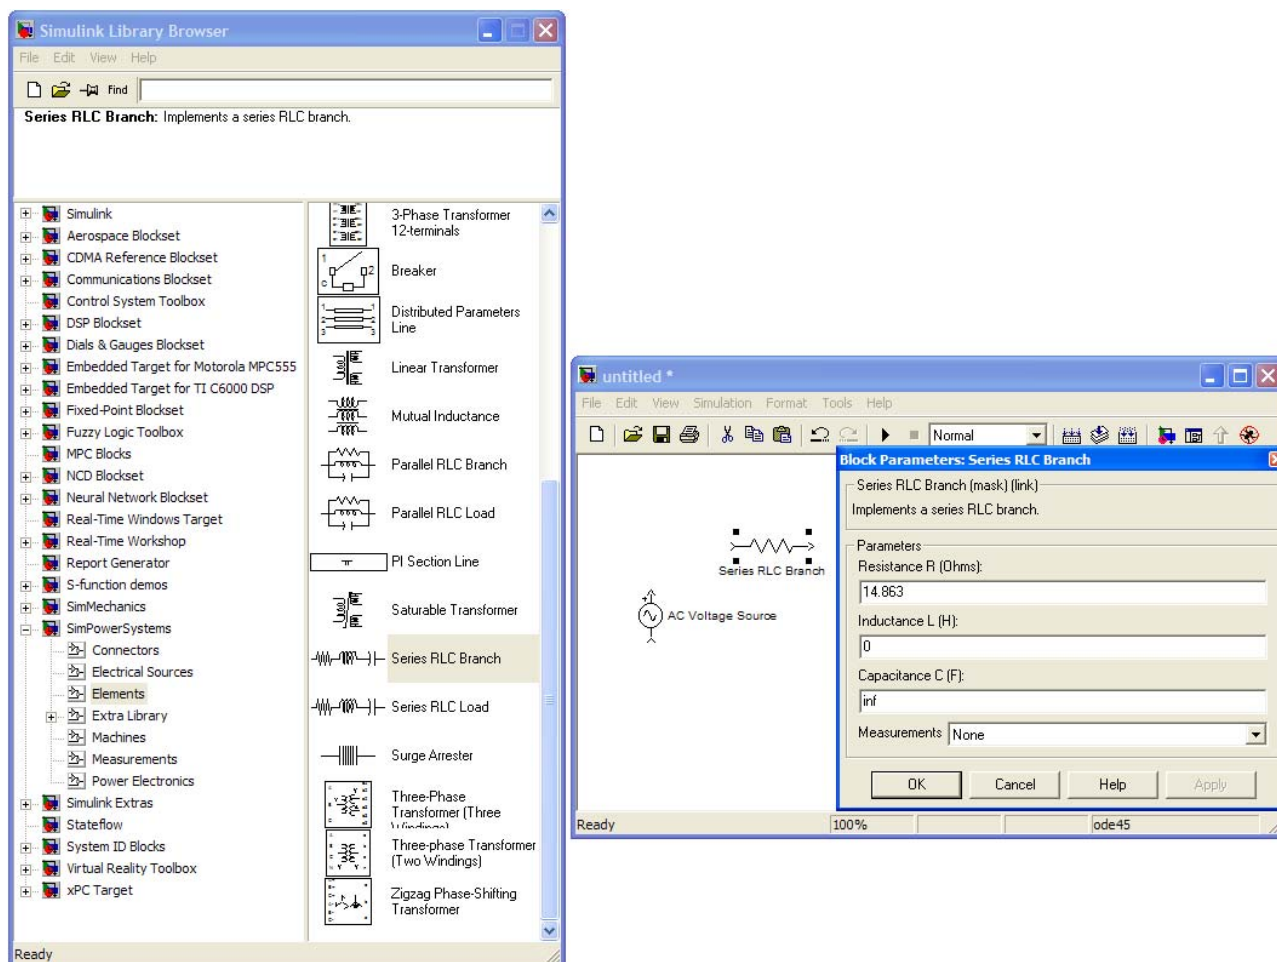 Simulink Library Browser
File Edit View Help
Find
Series RLC Branch: Implements a series RLC branch.
Simulink
Aerospace Blockset
CDMA Reference Blockset
Communications Blockset
Control System Toolbox
DSP Blockset
Dials & Gauges Blockset
Embedded Target for Motorola MPC555
Embedded Target for TI C6000 DSP
Fixed-Point Blockset
Fuzzy Logic Toolbox
MPC Blocks
NCD Blockset
Neural Network Blockset
Real-Time Windows Target
Real-Time Workshop
Report Generator
S-function demos
SimMechanics
SimPowerSystems
Connectors
Electrical Sources
Elements
Extra Library
Machines
Measurements
Power Electronics
Simulink Extras
Stateflow
System ID Blocks
Virtual Reality Toolbox
xPC Target
3-Phase Transformer
12-terminals
1
2
c
Breaker
1 1
2 2
3 3
Distributed Parameters
Line
Linear Transformer
Mutual Inductance
Parallel RLC Branch
Parallel RLC Load
PI Section Line
Saturable Transformer
Series RLC Branch
Series RLC Load
Surge Arrester
Three-Phase
Transformer (Three
Windings)
Three-phase Transformer
(Two Windings)
Zigzag Phase-Shifting
Transformer
Ready
untitled *
File Edit View Simulation Format Tools Help
Normal
Series RLC Branch
AC Voltage Source
Block Parameters: Series RLC Branch
Series RLC Branch (mask) (link)
Implements a series RLC branch.
Parameters
Resistance R (Ohms):
14.863
Inductance L (H):
0
Capacitance C (F):
inf
Measurements None
OK Cancel Help Apply
Ready 100% ode45